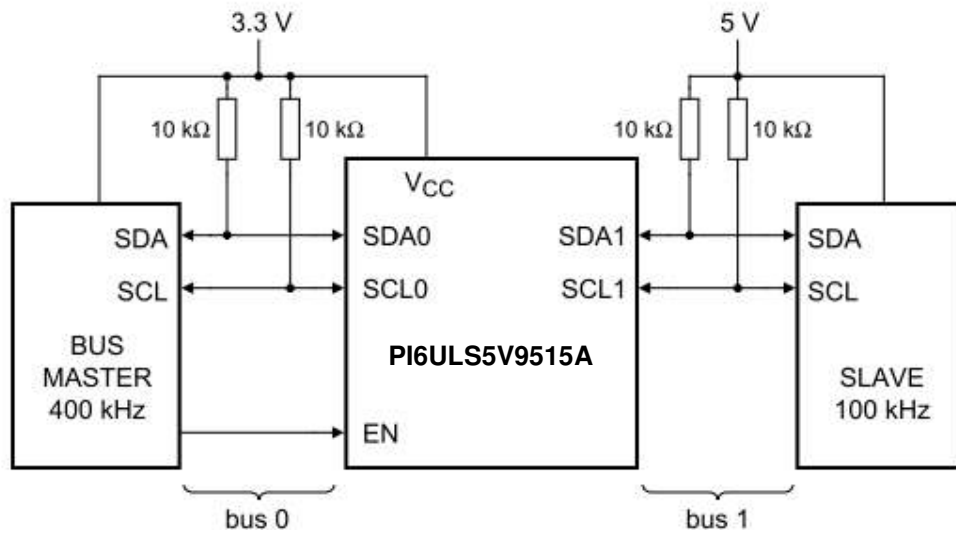 3.3 V
5 V
10 kΩ
10 kΩ
10 kΩ
10 kΩ
VCC
SDA
SDA0
SDA1
SDA
SCL
SCL0
SCL1
SCL
BUS
MASTER
400 kHz
PI6ULS5V9515A
SLAVE
100 kHz
EN
bus 0
bus 1